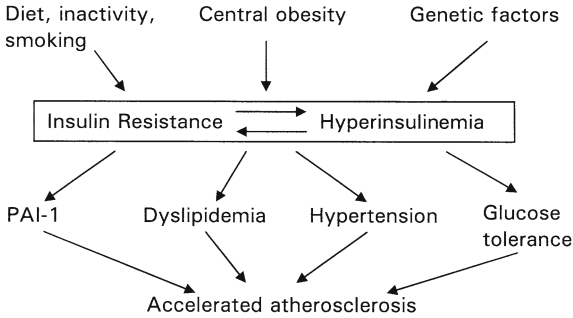 Diet, inactivity,
smoking
Central obesity
Genetic factors
Insulin Resistance
Hyperinsulinemia
PAI-1
Dyslipidemia
Hypertension
Glucose
tolerance
Accelerated atherosclerosis